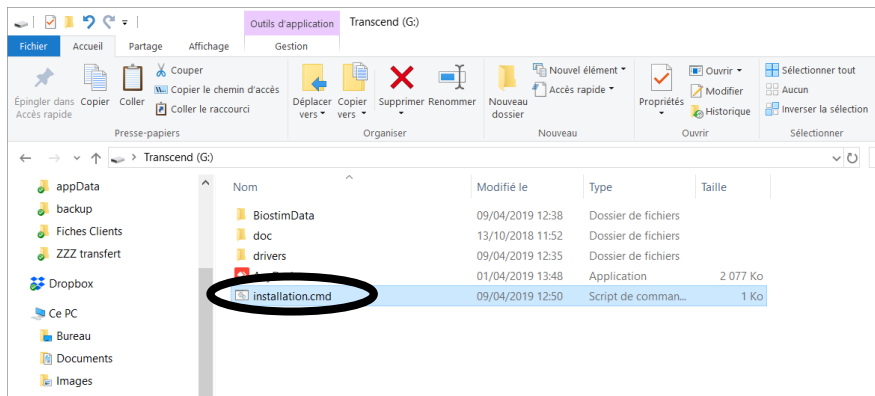 Outils d'application Transcend (G:)
Fichier Accueil Partage Affichage Gestion
Épingler dans Accès rapide
Copier
Coller
Couper
Copier le chemin d'accès
Coller le raccourci
Presse-papiers
Déplacer vers
Copier vers
Supprimer
Renommer
Organiser
Nouveau dossier
Nouvel élément
Accès rapide
Nouveau
Propriétés
Ouvrir
Modifier
Historique
Ouvrir
Sélectionner tout
Aucun
Inverser la sélection
Sélectionner
Transcend (G:)
appData
backup
Fiches Clients
ZZZ transfert
Dropbox
Ce PC
Bureau
Documents
Images
Nom Modifié le Type Taille
BiostimData 09/04/2019 12:38 Dossier de fichiers
doc 13/10/2018 11:52 Dossier de fichiers
drivers 09/04/2019 12:35 Dossier de fichiers
01/04/2019 13:48 Application 2 077 Ko
installation.cmd 09/04/2019 12:50 Script de comman... 1 Ko